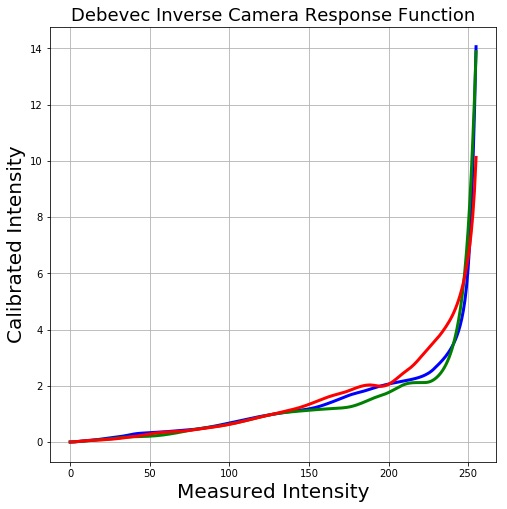 Debevec Inverse Camera Response Function
14
12
10
8
6
4
2
0
Calibrated Intensity
0 50 100 150 200 250
Measured Intensity